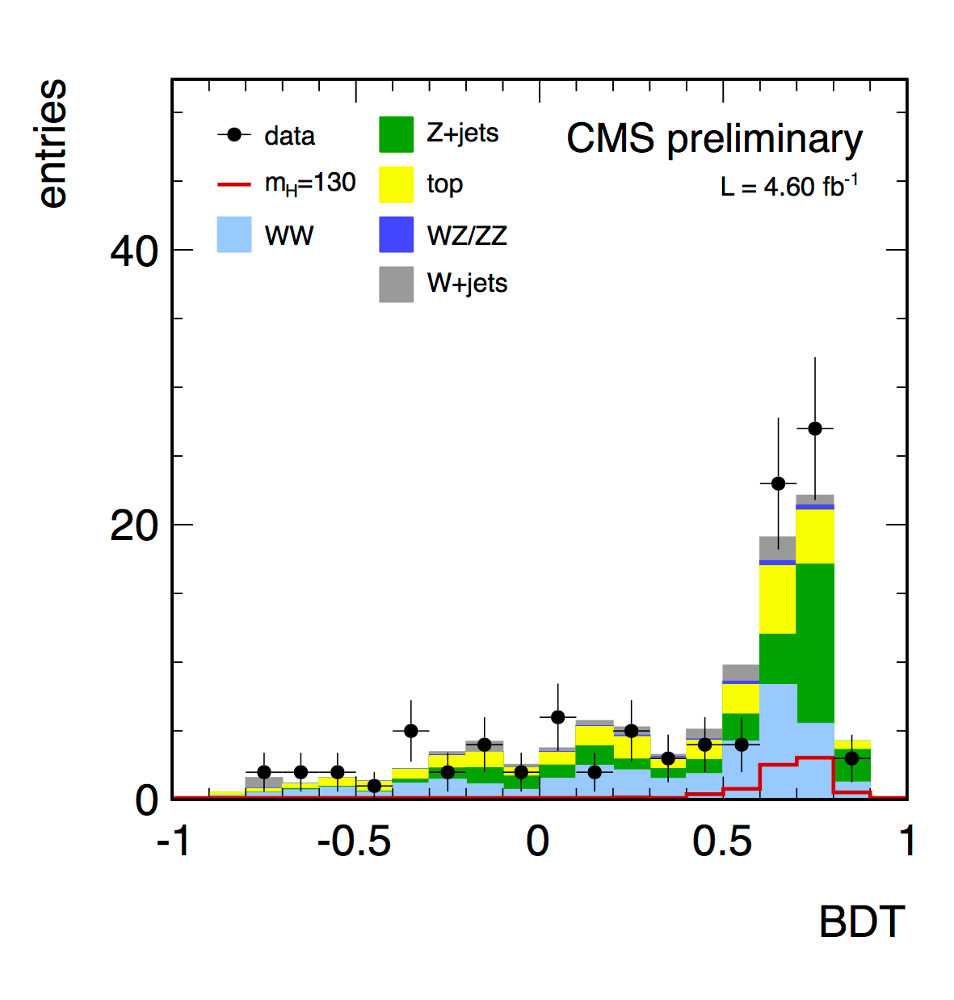 entries
data
m_H=130
WW
Z+jets
top
WZ/ZZ
W+jets
CMS preliminary
L = 4.60 fb⁻¹
40
20
0
-1 -0.5 0 0.5 1
BDT